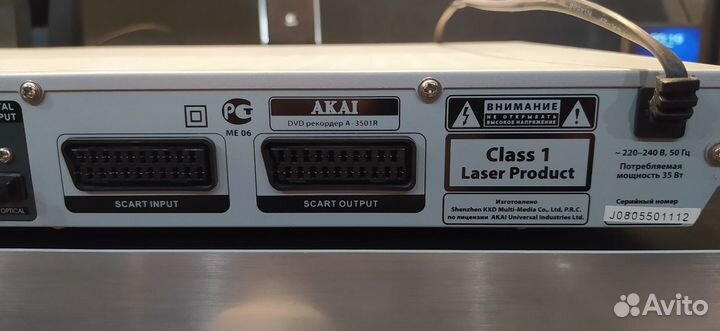 TAL
PUT
OPTICAL
РСТ
МЕ 06
AKAI
DVD рекордер A-3501R
SCART INPUT
SCART OUTPUT
ВНИМАНИЕ
НЕ ОТКРЫВАТЬ
ВЫСОКОЕ НАПРЯЖЕНИЕ
Class 1
Laser Product
Изготовлено
Shenzhen KXD Multi-Media Co., Ltd, P.R.C.
по лицензии AKAI Universal Industries Ltd.
~ 220–240 В, 50 Гц
Потребляемая
мощность 35 Вт
Серийный номер
J0805501112
Avito